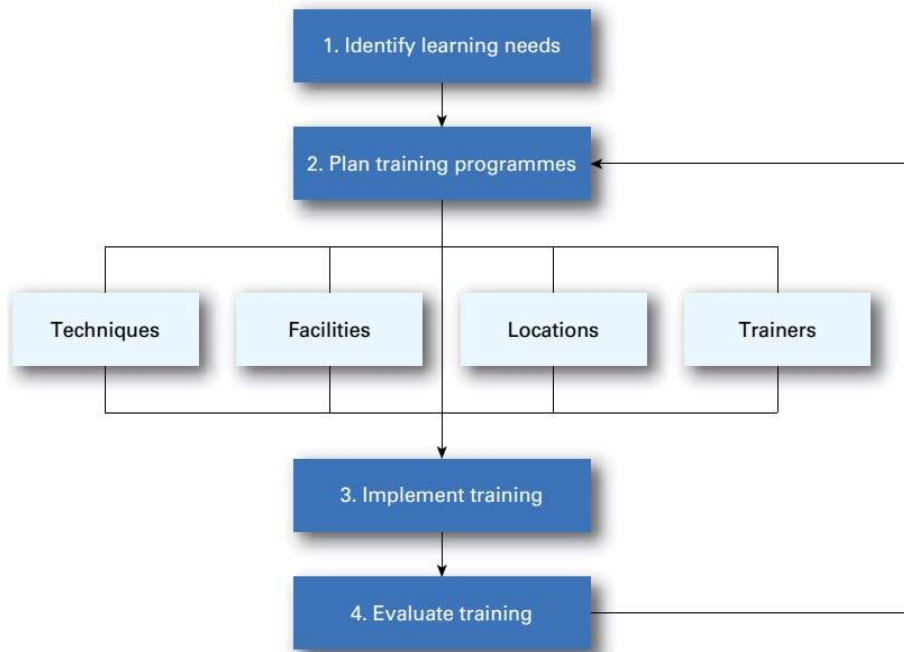 1. Identify learning needs
2. Plan training programmes
Techniques
Facilities
Locations
Trainers
3. Implement training
4. Evaluate training